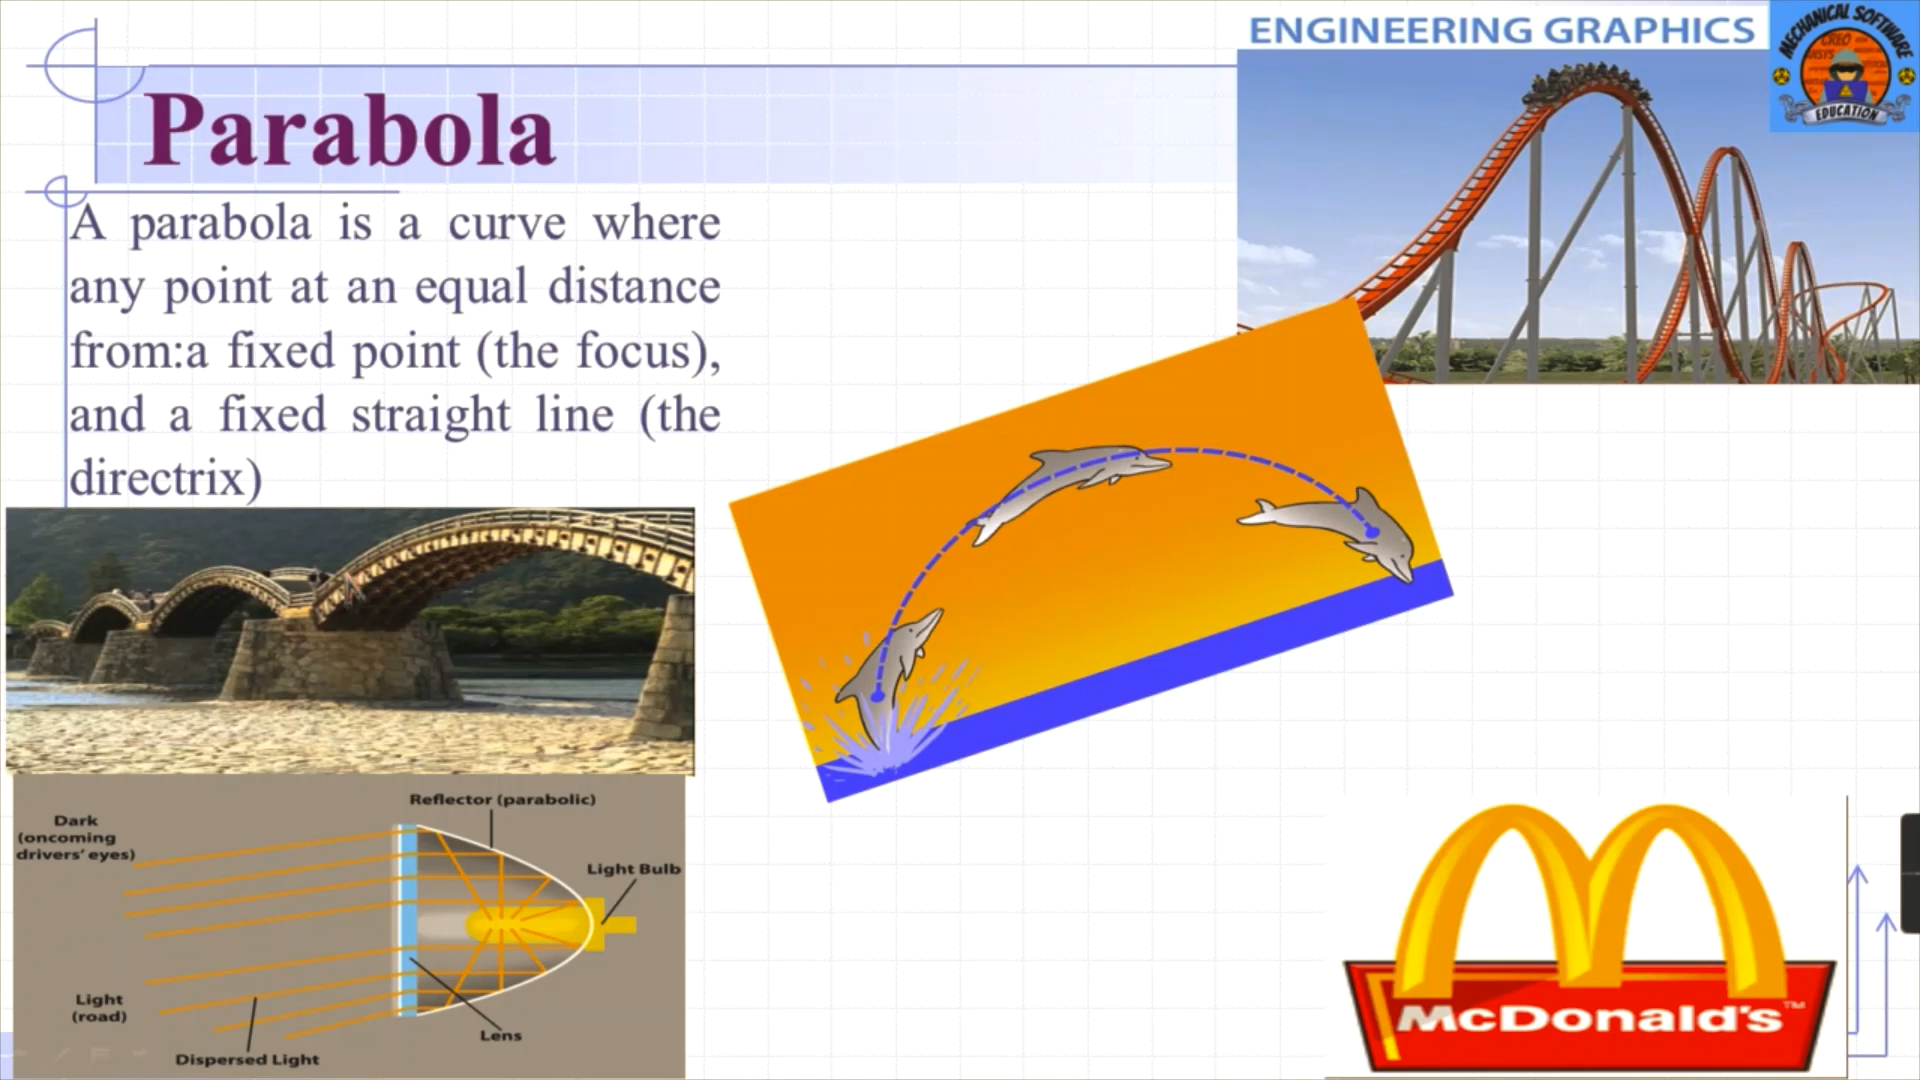 ENGINEERING GRAPHICS
MECHANICAL SOFTWARE
CREO
EDUCATION
Parabola
A parabola is a curve where
any point at an equal distance
from:a fixed point (the focus),
and a fixed straight line (the
directrix)
Reflector (parabolic)
Dark
(oncoming
drivers' eyes)
Light Bulb
Light
(road)
Lens
Dispersed Light
McDonald's™